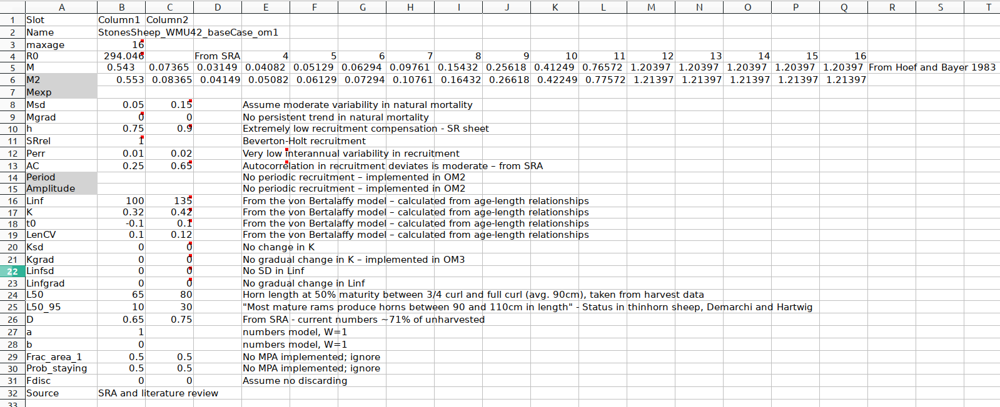 A B C D E F G H I J K L M N O P Q R S T
1 Slot Column1 Column2
2 Name StonesSheep_WMU42_baseCase_om1
3 maxage 16
4 R0 294.046 From SRA 4 5 6 7 8 9 10 11 12 13 14 15 16
5 M 0.543 0.07365 0.03149 0.04082 0.05129 0.06294 0.09761 0.15432 0.25618 0.41249 0.76572 1.20397 1.20397 1.20397 1.20397 1.20397 From Hoef and Bayer 1983
6 M2 0.553 0.08365 0.04149 0.05082 0.06129 0.07294 0.10761 0.16432 0.26618 0.42249 0.77572 1.21397 1.21397 1.21397 1.21397 1.21397
7 Mexp
8 Msd 0.05 0.15 Assume moderate variability in natural mortality
9 Mgrad 0 0 No persistent trend in natural mortality
10 h 0.75 0.9 Extremely low recruitment compensation - SR sheet
11 SRrel 1 Beverton-Holt recruitment
12 Perr 0.01 0.02 Very low interannual variability in recruitment
13 AC 0.25 0.65 Autocorrelation in recruitment deviates is moderate – from SRA
14 Period No periodic recruitment – implemented in OM2
15 Amplitude No periodic recruitment – implemented in OM2
16 Linf 100 135 From the von Bertalaffy model – calculated from age-length relationships
17 K 0.32 0.42 From the von Bertalaffy model – calculated from age-length relationships
18 t0 -0.1 0.1 From the von Bertalaffy model – calculated from age-length relationships
19 LenCV 0.1 0.12 From the von Bertalaffy model – calculated from age-length relationships
20 Ksd 0 0 No change in K
21 Kgrad 0 0 No gradual change in K – implemented in OM3
22 Linfsd 0 0 No SD in Linf
23 Linfgrad 0 0 No gradual change in Linf
24 L50 65 80 Horn length at 50% maturity between 3/4 curl and full curl (avg. 90cm), taken from harvest data
25 L50_95 10 30 "Most mature rams produce horns between 90 and 110cm in length" - Status in thinhorn sheep, Demarchi and Hartwig
26 D 0.65 0.75 From SRA - current numbers ~71% of unharvested
27 a 1 numbers model, W=1
28 b 0 numbers model, W=1
29 Frac_area_1 0.5 0.5 No MPA implemented; ignore
30 Prob_staying 0.5 0.5 No MPA implemented; ignore
31 Fdisc 0 0 Assume no discarding
32 Source SRA and literature review
33